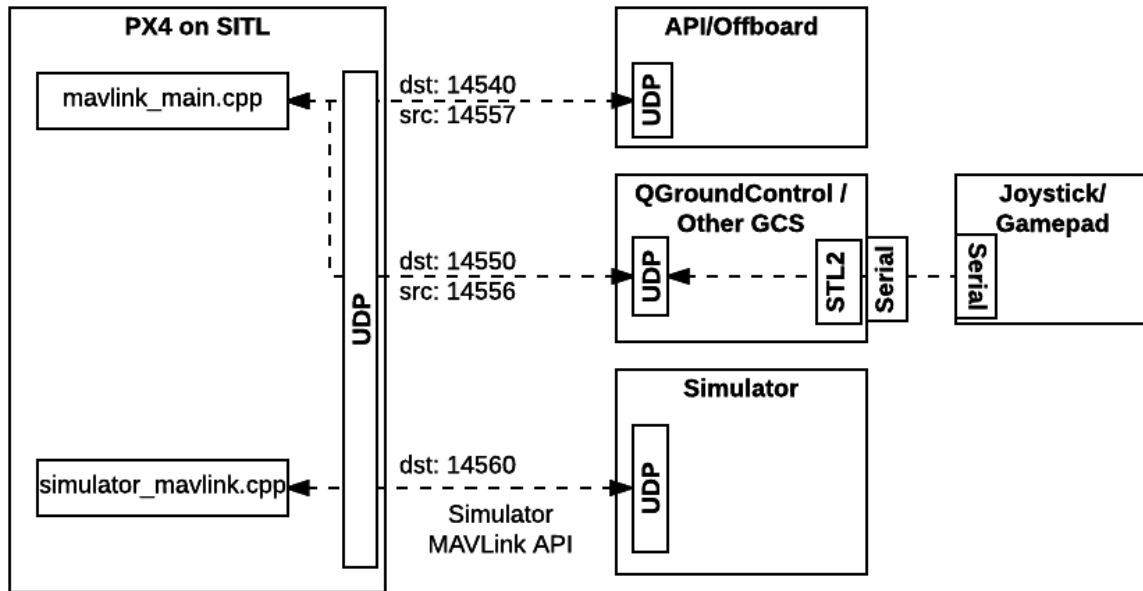 PX4 on SITL
mavlink_main.cpp
simulator_mavlink.cpp
UDP
dst: 14540
src: 14557
dst: 14550
src: 14556
dst: 14560
Simulator
MAVLink API
API/Offboard
UDP
QGroundControl /
Other GCS
UDP
STL2
Serial
Joystick/
Gamepad
Serial
Simulator
UDP